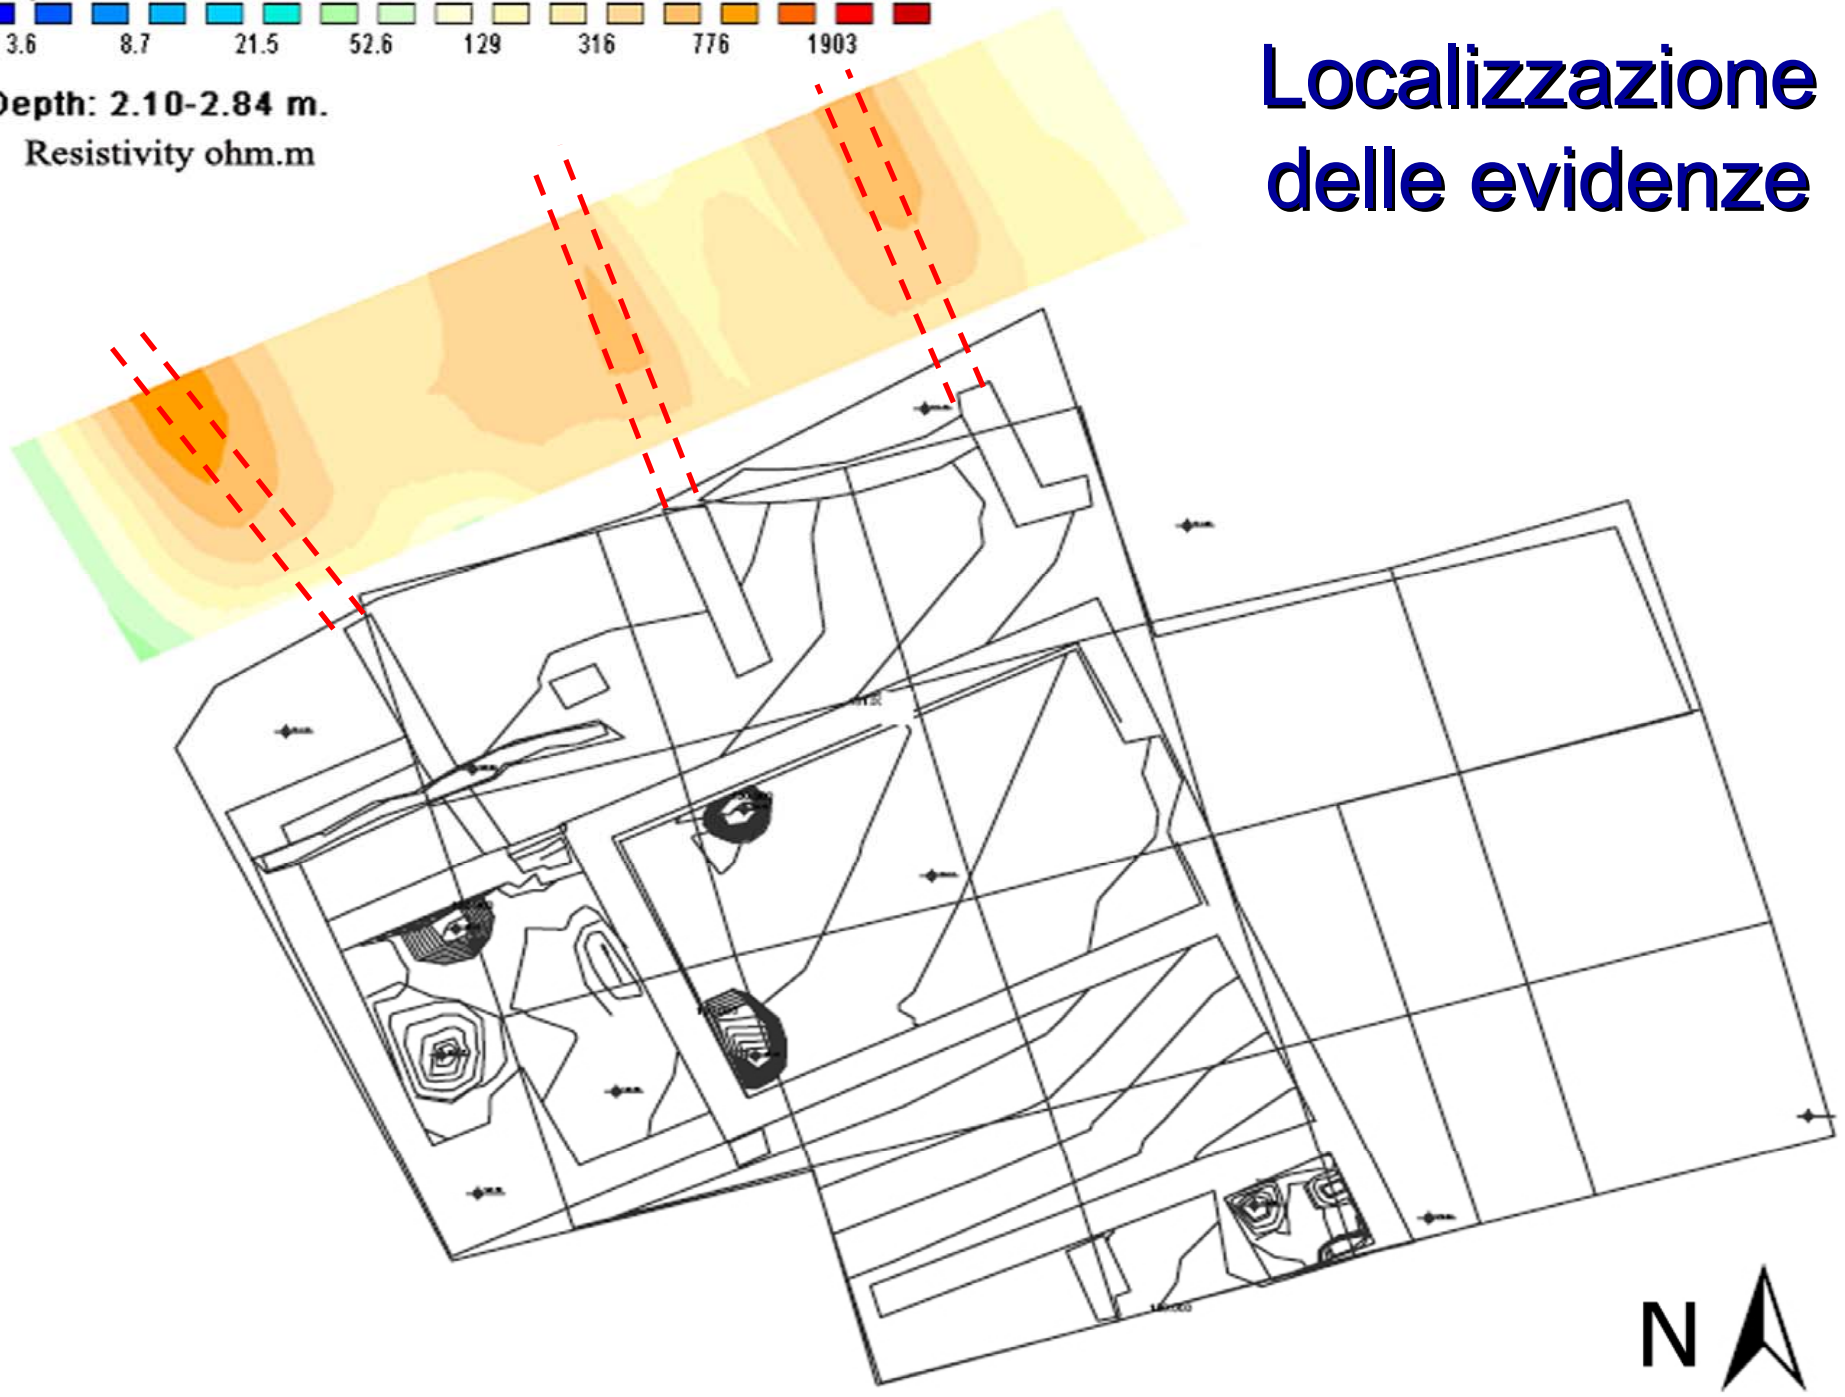 3.6 8.7 21.5 52.6 129 316 776 1903
Depth: 2.10-2.84 m.
Resistivity ohm.m
Localizzazione
delle evidenze
N